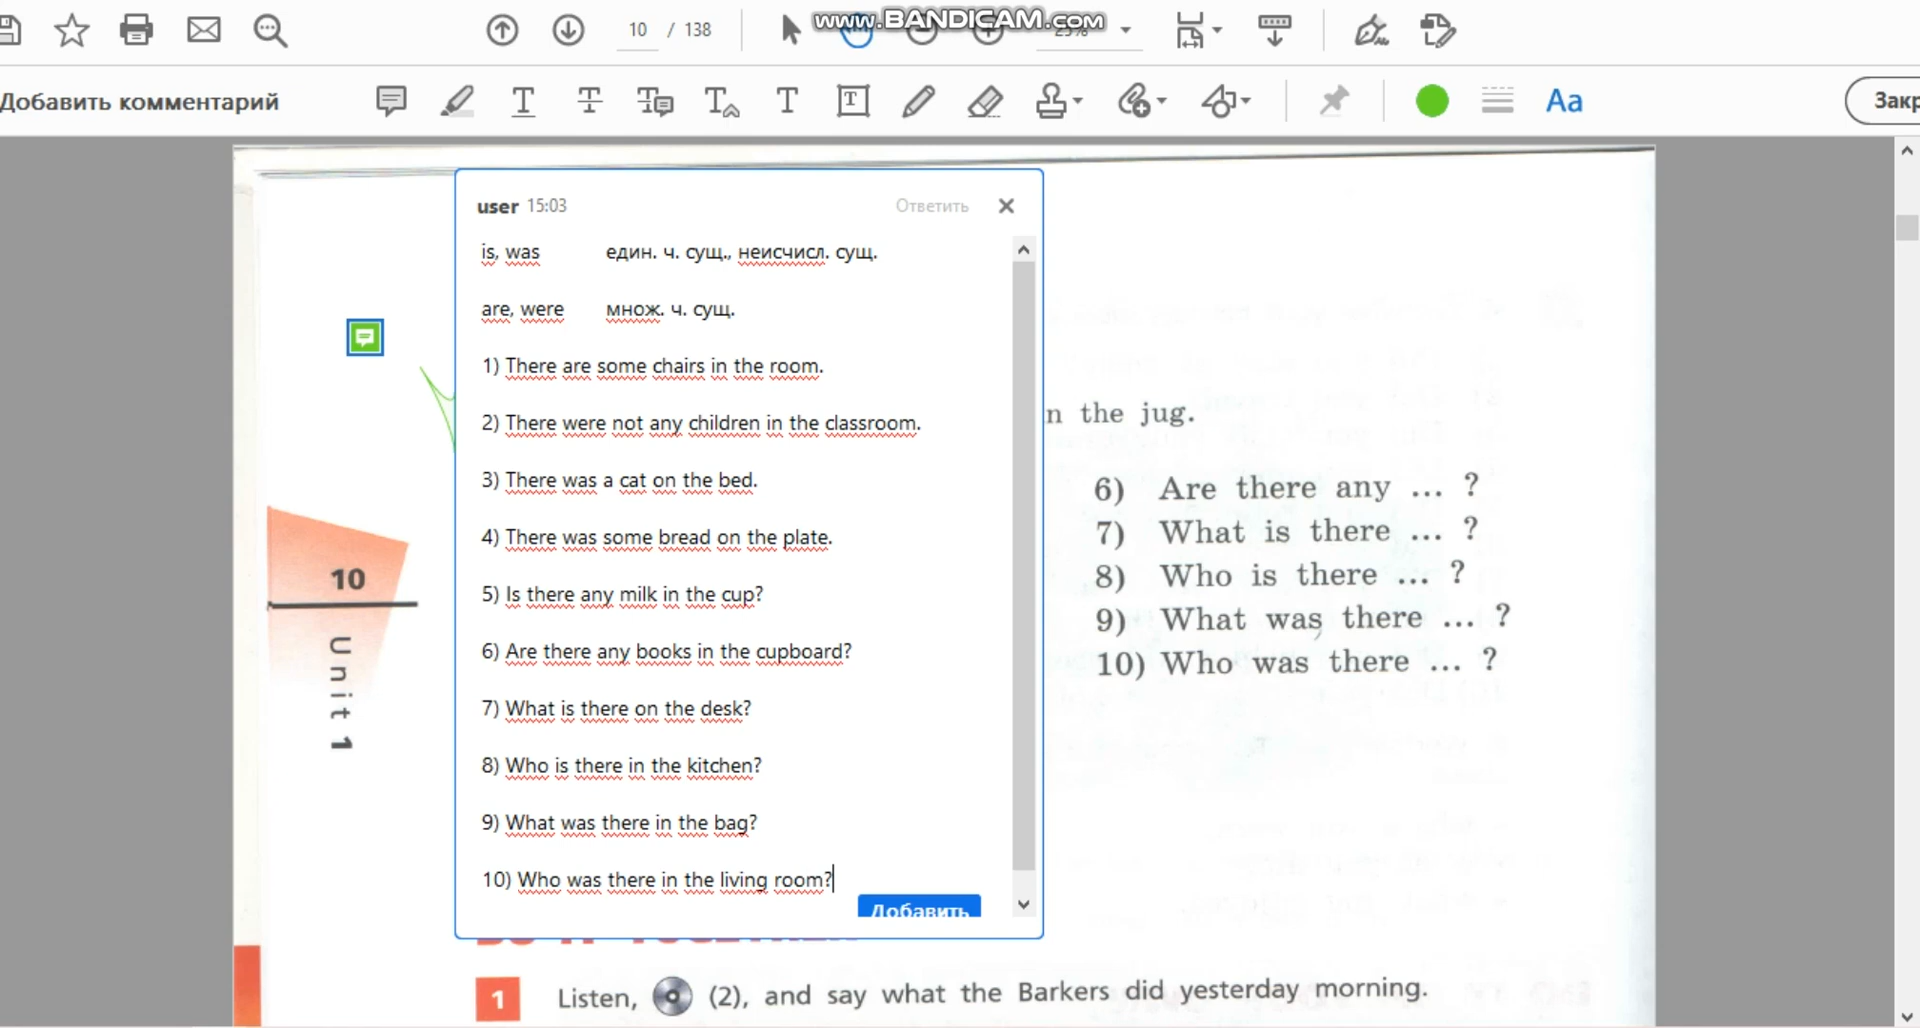 www.BANDICAM.com
10 / 138
25%
Добавить комментарий
Aa
Закр
user 15:03
Ответить
is, was един. ч. сущ., неисчисл. сущ.
are, were множ. ч. сущ.
1) There are some chairs in the room.
2) There were not any children in the classroom.
3) There was a cat on the bed.
4) There was some bread on the plate.
5) Is there any milk in the cup?
6) Are there any books in the cupboard?
7) What is there on the desk?
8) Who is there in the kitchen?
9) What was there in the bag?
10) Who was there in the living room?
Добавить
n the jug.
6) Are there any ... ?
7) What is there ... ?
8) Who is there ... ?
9) What was there ... ?
10) Who was there ... ?
10
Unit 1
1 Listen, (2), and say what the Barkers did yesterday morning.